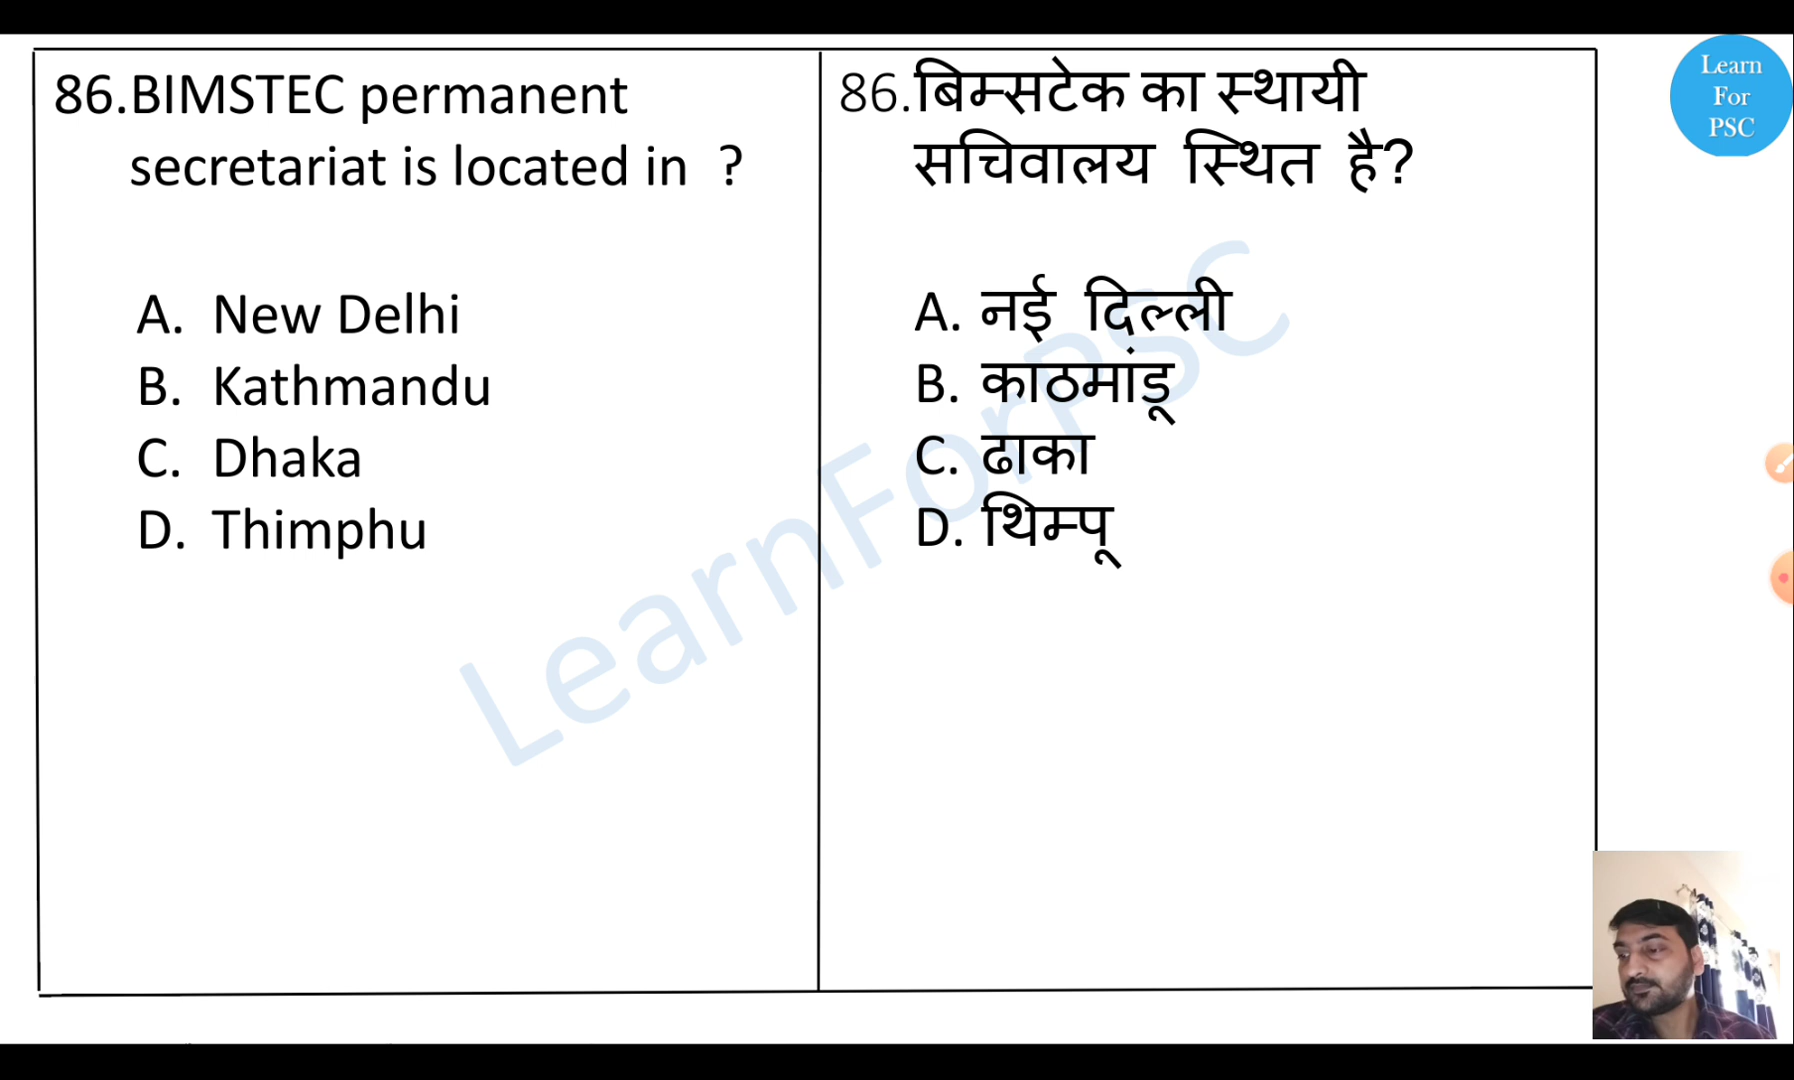 86.BIMSTEC permanent
secretariat is located in ?
A. New Delhi
B. Kathmandu
C. Dhaka
D. Thimphu
86.बिम्सटेक का स्थायी
सचिवालय स्थित है?
A. नई दिल्ली
B. काठमांडू
C. ढाका
D. थिम्पू
LearnForPSC
Learn
For
PSC